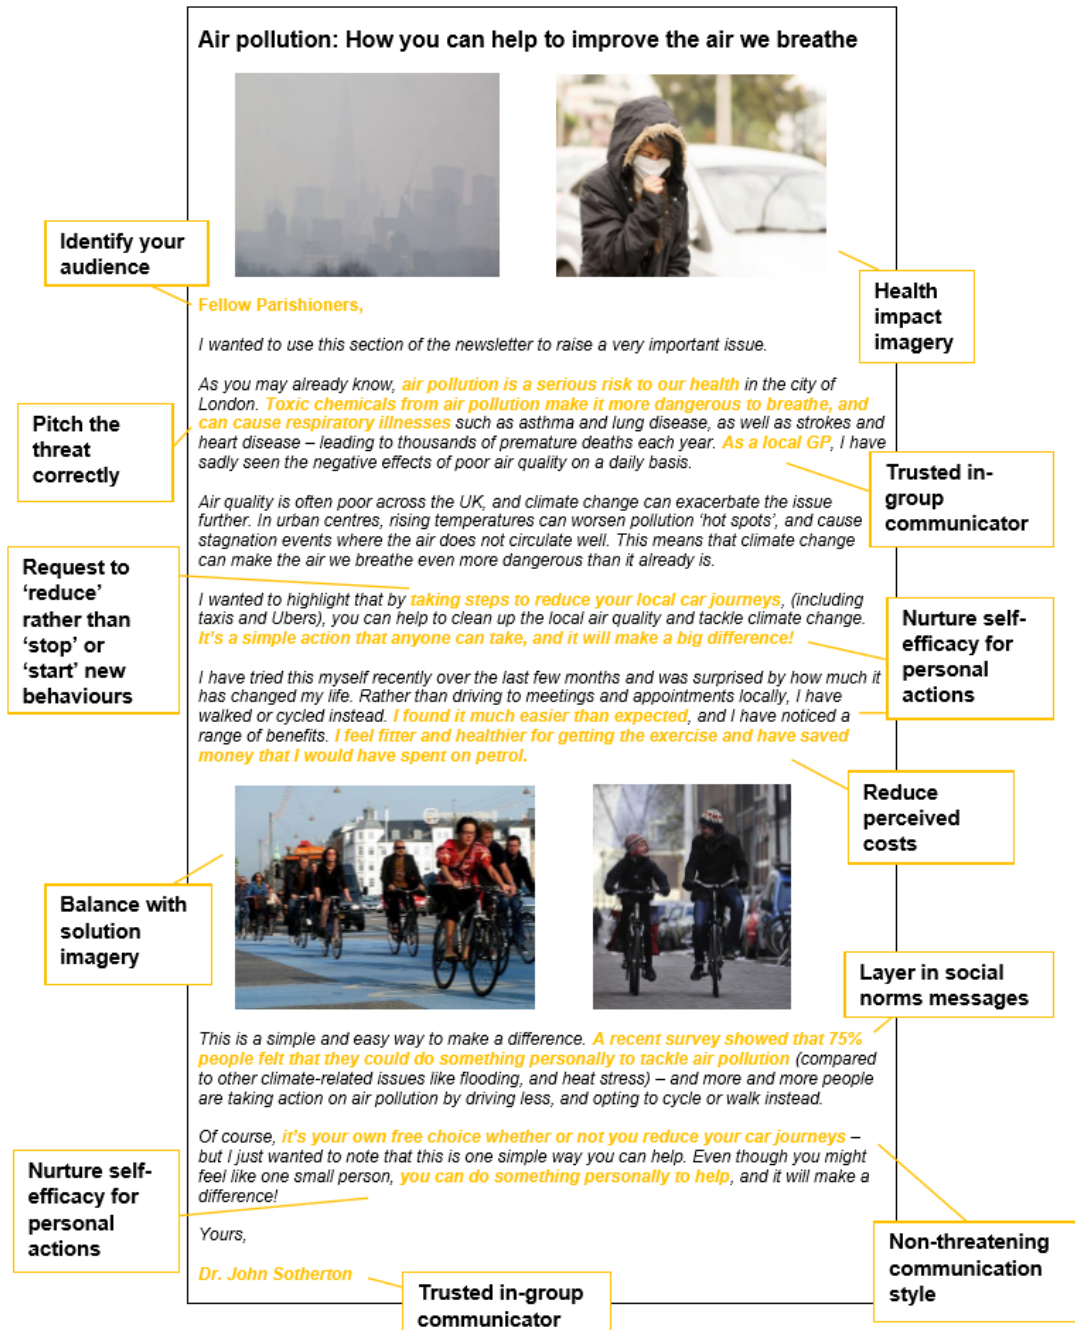 Air pollution: How you can help to improve the air we breathe
Identify your
audience
Health
impact
imagery
Fellow Parishioners,
I wanted to use this section of the newsletter to raise a very important issue.
Pitch the
threat
correctly
As you may already know, air pollution is a serious risk to our health in the city of
London. Toxic chemicals from air pollution make it more dangerous to breathe, and
can cause respiratory illnesses such as asthma and lung disease, as well as strokes and
heart disease – leading to thousands of premature deaths each year. As a local GP, I have
sadly seen the negative effects of poor air quality on a daily basis.
Trusted in-
group
communicator
Air quality is often poor across the UK, and climate change can exacerbate the issue
further. In urban centres, rising temperatures can worsen pollution ‘hot spots’, and cause
stagnation events where the air does not circulate well. This means that climate change
can make the air we breathe even more dangerous than it already is.
Request to
‘reduce’
rather than
‘stop’ or
‘start’ new
behaviours
I wanted to highlight that by taking steps to reduce your local car journeys, (including
taxis and Ubers), you can help to clean up the local air quality and tackle climate change.
It’s a simple action that anyone can take, and it will make a big difference!
Nurture self-
efficacy for
personal
actions
I have tried this myself recently over the last few months and was surprised by how much it
has changed my life. Rather than driving to meetings and appointments locally, I have
walked or cycled instead. I found it much easier than expected, and I have noticed a
range of benefits. I feel fitter and healthier for getting the exercise and have saved
money that I would have spent on petrol.
Reduce
perceived
costs
Balance with
solution
imagery
Layer in social
norms messages
This is a simple and easy way to make a difference. A recent survey showed that 75%
people felt that they could do something personally to tackle air pollution (compared
to other climate-related issues like flooding, and heat stress) – and more and more people
are taking action on air pollution by driving less, and opting to cycle or walk instead.
Of course, it’s your own free choice whether or not you reduce your car journeys –
but I just wanted to note that this is one simple way you can help. Even though you might
feel like one small person, you can do something personally to help, and it will make a
difference!
Nurture self-
efficacy for
personal
actions
Non-threatening
communication
style
Yours,
Dr. John Sotherton
Trusted in-group
communicator